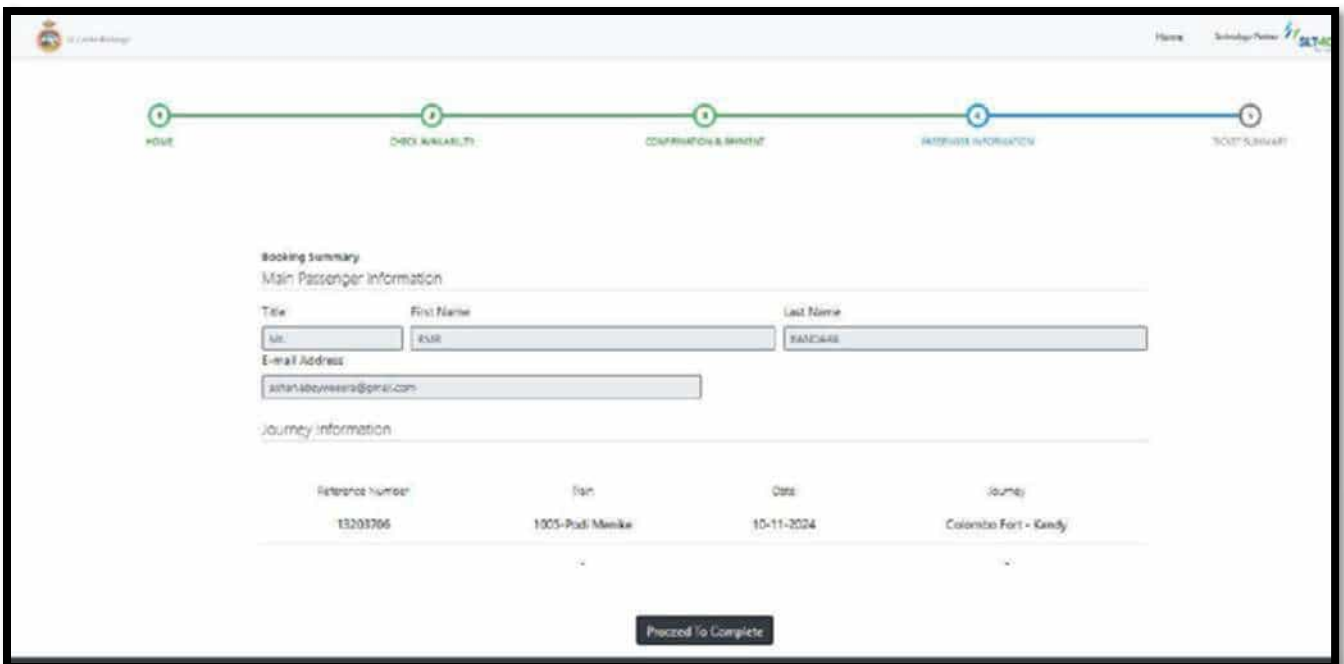 Home
HOME
CHECK AVAILABILITY
CONFIRMATION & PAYMENT
PASSENGER INFORMATION
TICKET SUMMARY
Booking Summary
Main Passenger Information
Title First Name Last Name
Mr.
E-mail Address
Journey Information
Reference Number Train Date Journey
13203706 1005-Podi Menike 10-11-2024 Colombo Fort - Kandy
- -
Proceed To Complete